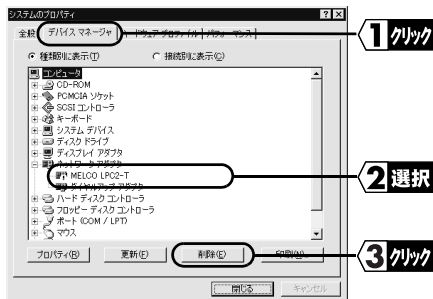 システムのプロパティ
全般 デバイス マネージャ ハードウェア プロファイル パフォーマンス
1 クリック
種類別に表示(T) 接続別に表示(C)
コンピュータ
CD-ROM
PCMCIA ソケット
SCSI コントローラ
キーボード
システム デバイス
ディスク ドライブ
ディスプレイ アダプタ
ネットワーク アダプタ
MELCO LPC2-T
2 選択
ダイヤルアップ アダプタ
ハード ディスク コントローラ
フロッピー ディスク コントローラ
ポート (COM / LPT)
マウス
プロパティ(R) 更新(F) 削除(E) 印刷(N)...
3 クリック
閉じる キャンセル